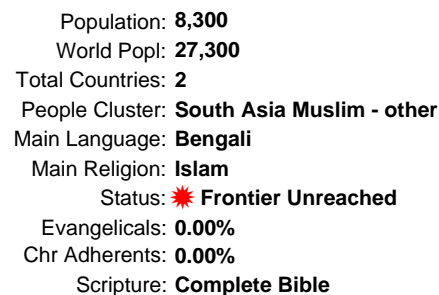 Population: 8,300
World Popl: 27,300
Total Countries: 2
People Cluster: South Asia Muslim - other
Main Language: Bengali
Main Religion: Islam
Status: Frontier Unreached
Evangelicals: 0.00%
Chr Adherents: 0.00%
Scripture: Complete Bible